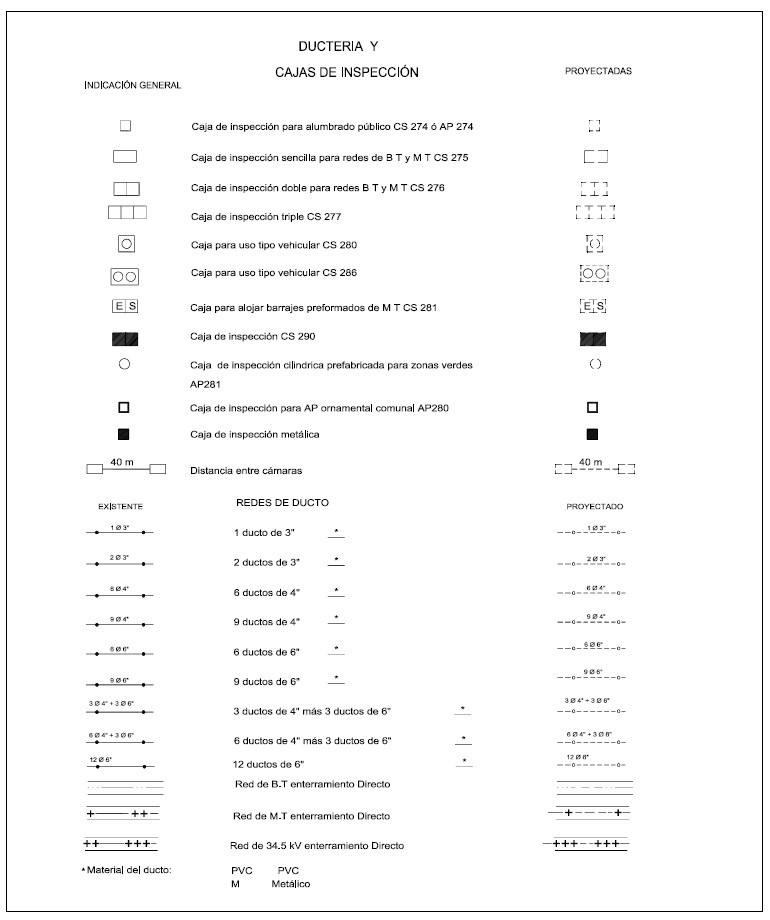 DUCTERIA Y
CAJAS DE INSPECCIÓN
PROYECTADAS
INDICACIÓN GENERAL
Caja de inspección para alumbrado público CS 274 ó AP 274
Caja de inspección sencilla para redes de B T y M T CS 275
Caja de inspección doble para redes B T y M T CS 276
Caja de inspección triple CS 277
Caja para uso tipo vehicular CS 280
Caja para uso tipo vehicular CS 286
E S Caja para alojar barrajes preformados de M T CS 281 E S
Caja de inspección CS 290
Caja de inspección cilindrica prefabricada para zonas verdes
AP281
Caja de inspección para AP ornamental comunal AP280
Caja de inspección metálica
40 m Distancia entre cámaras 40 m
EXISTENTE REDES DE DUCTO PROYECTADO
1 Ø 3" 1 ducto de 3" * 1 Ø 3"
2 Ø 3" 2 ductos de 3" * 2 Ø 3"
6 Ø 4" 6 ductos de 4" * 6 Ø 4"
9 Ø 4" 9 ductos de 4" * 9 Ø 4"
6 Ø 6" 6 ductos de 6" * 6 Ø 6"
9 Ø 6" 9 ductos de 6" * 9 Ø 6"
3 Ø 4" + 3 Ø 6" 3 ductos de 4" más 3 ductos de 6" * 3 Ø 4" + 3 Ø 6"
6 Ø 4" + 3 Ø 6" 6 ductos de 4" más 3 ductos de 6" * 6 Ø 4" + 3 Ø 6"
12 Ø 6" 12 ductos de 6" * 12 Ø 6"
Red de B.T enterramiento Directo
Red de M.T enterramiento Directo
Red de 34.5 kV enterramiento Directo
* Material del ducto: PVC PVC
M Metálico